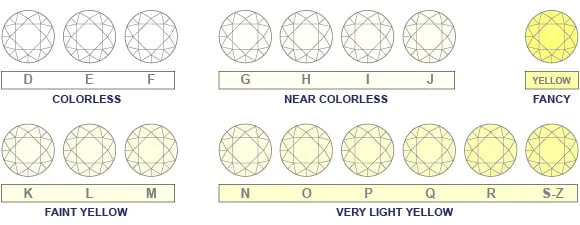 D E F
G H I J
YELLOW
COLORLESS
NEAR COLORLESS
FANCY
K L M
N O P Q R S-Z
FAINT YELLOW
VERY LIGHT YELLOW